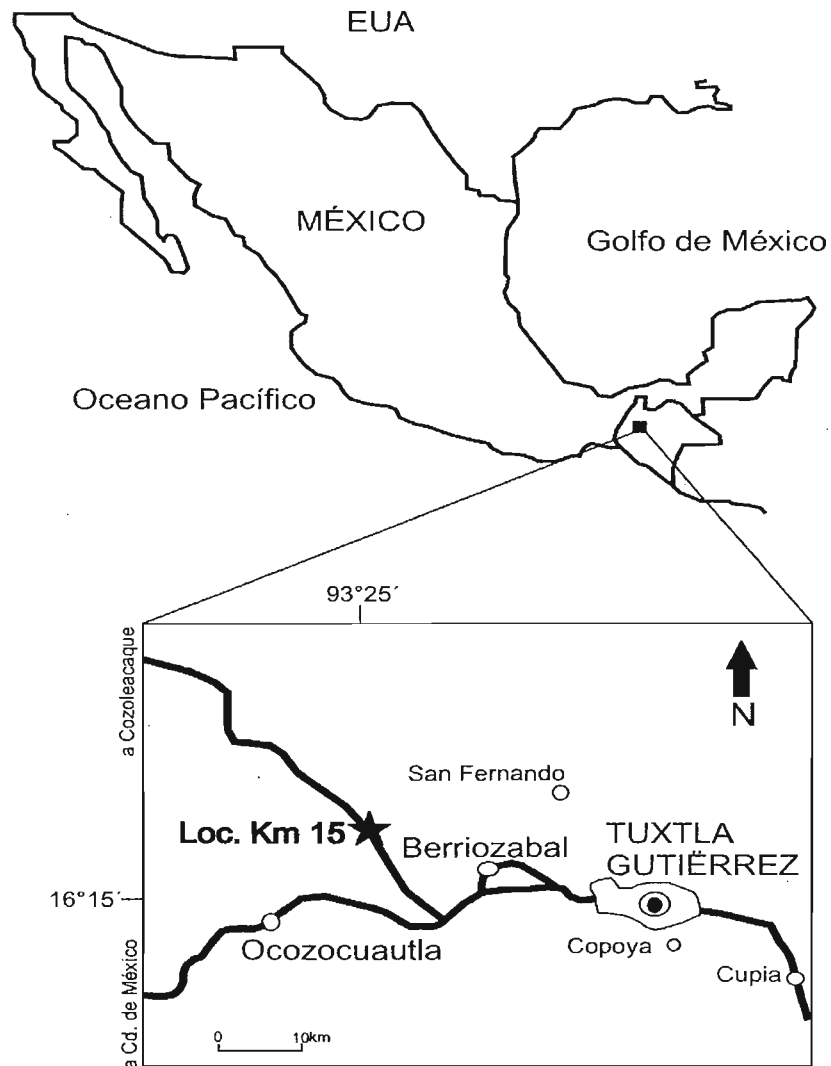 EUA
MÉXICO
Golfo de México
Oceano Pacífico
93°25´
a Cozoleacaque
N
San Fernando
Loc. Km 15
Berriozabal
TUXTLA
GUTIËRREZ
16°15´
Ocozocuautla
Copoya
Cupia
a Cd. de México
0 10km